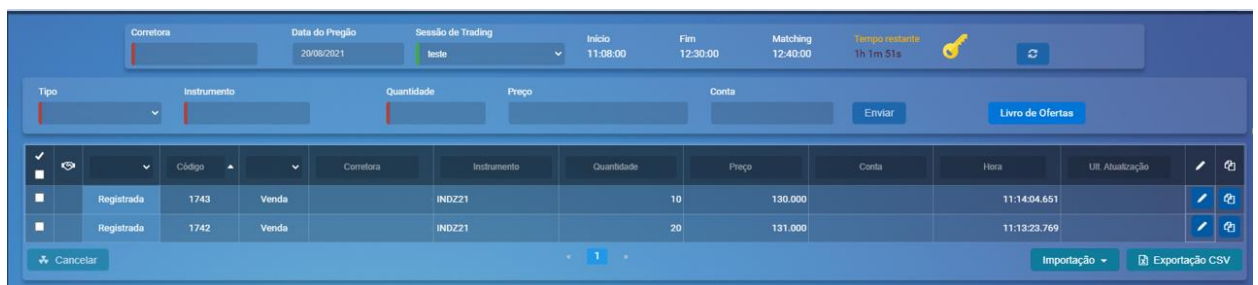 Corretora Data do Pregão Sessão de Trading Início Fim Matching Tempo restante
20/08/2021 teste 11:08:00 12:30:00 12:40:00 1h 1m 51s
Tipo Instrumento Quantidade Preço Conta
Enviar Livro de Ofertas
Código Corretora Instrumento Quantidade Preço Conta Hora Ult. Atualização
Registrada 1743 Venda INDZ21 10 130.000 11:14:04.651
Registrada 1742 Venda INDZ21 20 131.000 11:13:23.769
Cancelar « 1 » Importação Exportação CSV